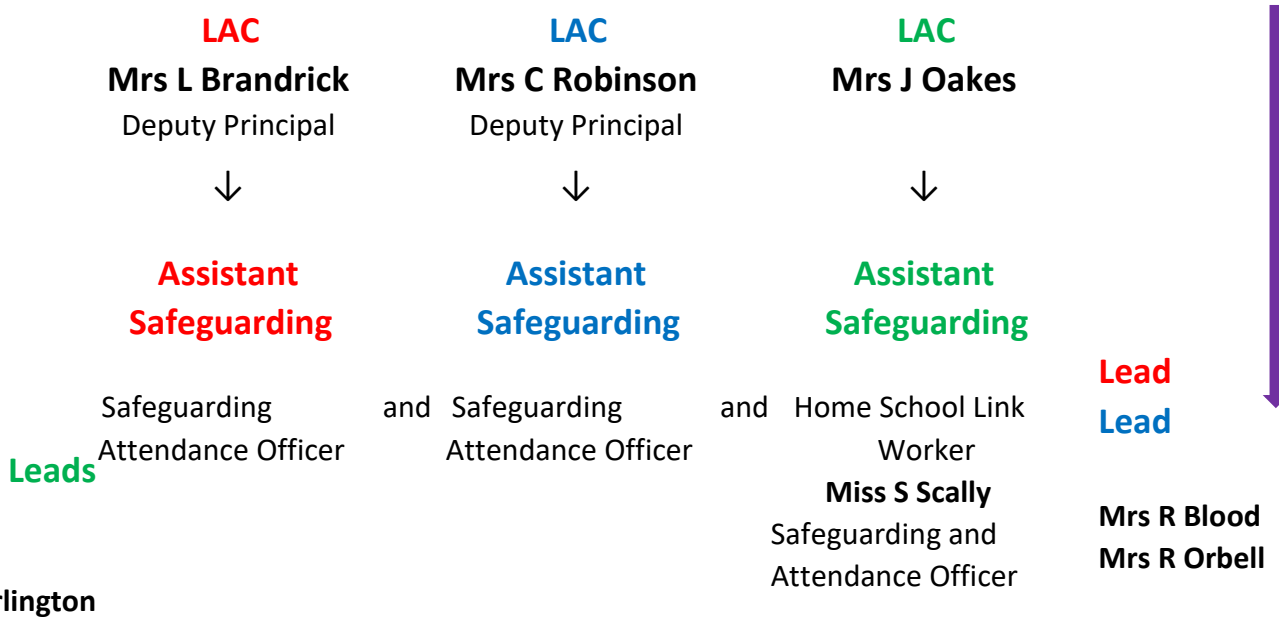 LAC LAC LAC
Mrs L Brandrick Mrs C Robinson Mrs J Oakes
Deputy Principal Deputy Principal
↓ ↓ ↓
Assistant Assistant Assistant
Safeguarding Safeguarding Safeguarding
Lead
Safeguarding and Safeguarding and Home School Link
Lead
Attendance Officer Attendance Officer Worker
Leads
Miss S Scally
Mrs R Blood
Safeguarding and
Mrs R Orbell
Attendance Officer
rlington